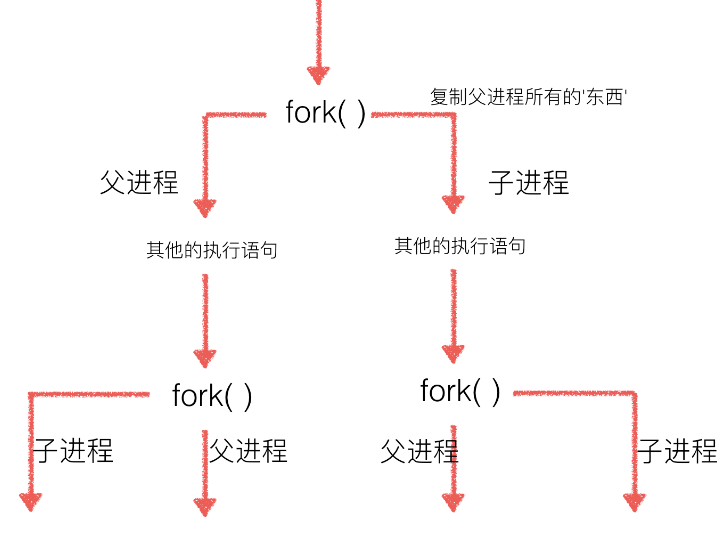 复制父进程所有的'东西'
fork( )
父进程
子进程
其他的执行语句
其他的执行语句
fork( )
fork( )
子进程
父进程
父进程
子进程